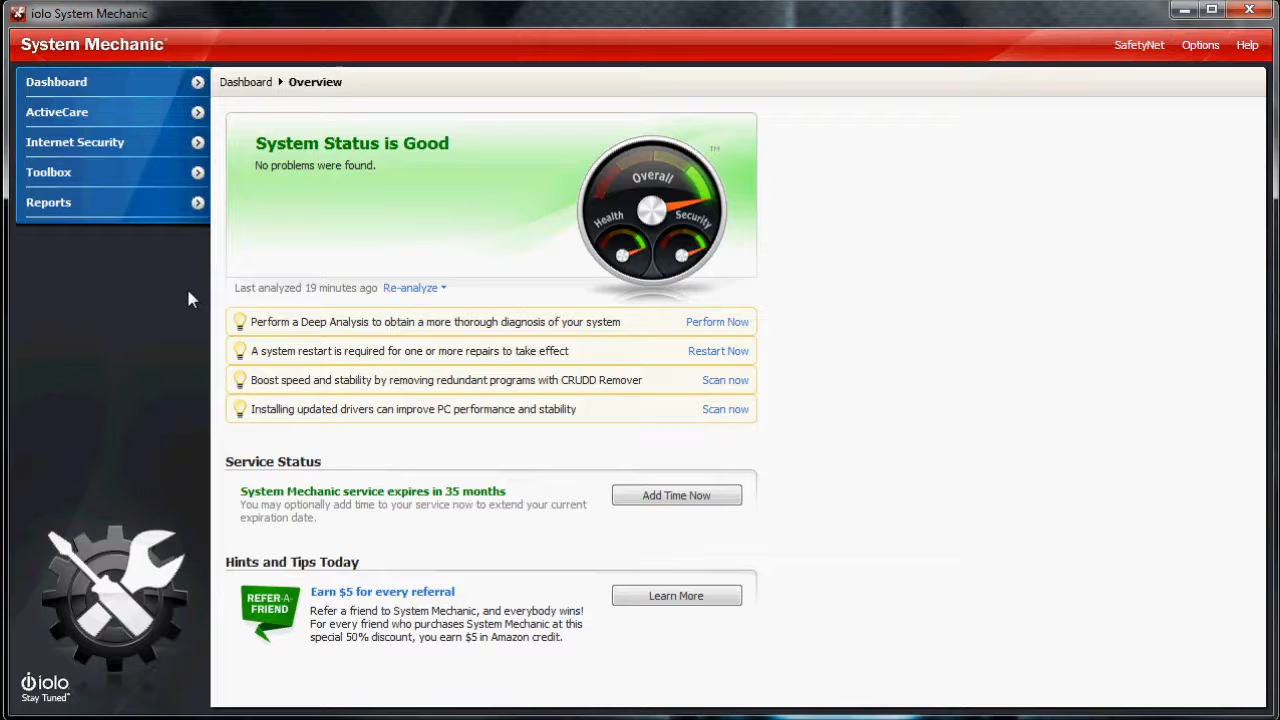 iolo System Mechanic
System Mechanic
SafetyNet Options Help
Dashboard
ActiveCare
Internet Security
Toolbox
Reports
Dashboard Overview
System Status is Good
No problems were found.
TM
Overall
Health Security
Last analyzed 19 minutes ago Re-analyze
Perform a Deep Analysis to obtain a more thorough diagnosis of your system Perform Now
A system restart is required for one or more repairs to take effect Restart Now
Boost speed and stability by removing redundant programs with CRUDD Remover Scan now
Installing updated drivers can improve PC performance and stability Scan now
Service Status
System Mechanic service expires in 35 months
You may optionally add time to your service now to extend your current
expiration date.
Add Time Now
Hints and Tips Today
REFER-A-
FRIEND
Earn $5 for every referral
Refer a friend to System Mechanic, and everybody wins!
For every friend who purchases System Mechanic at this
special 50% discount, you earn $5 in Amazon credit.
Learn More
iolo
Stay Tuned™